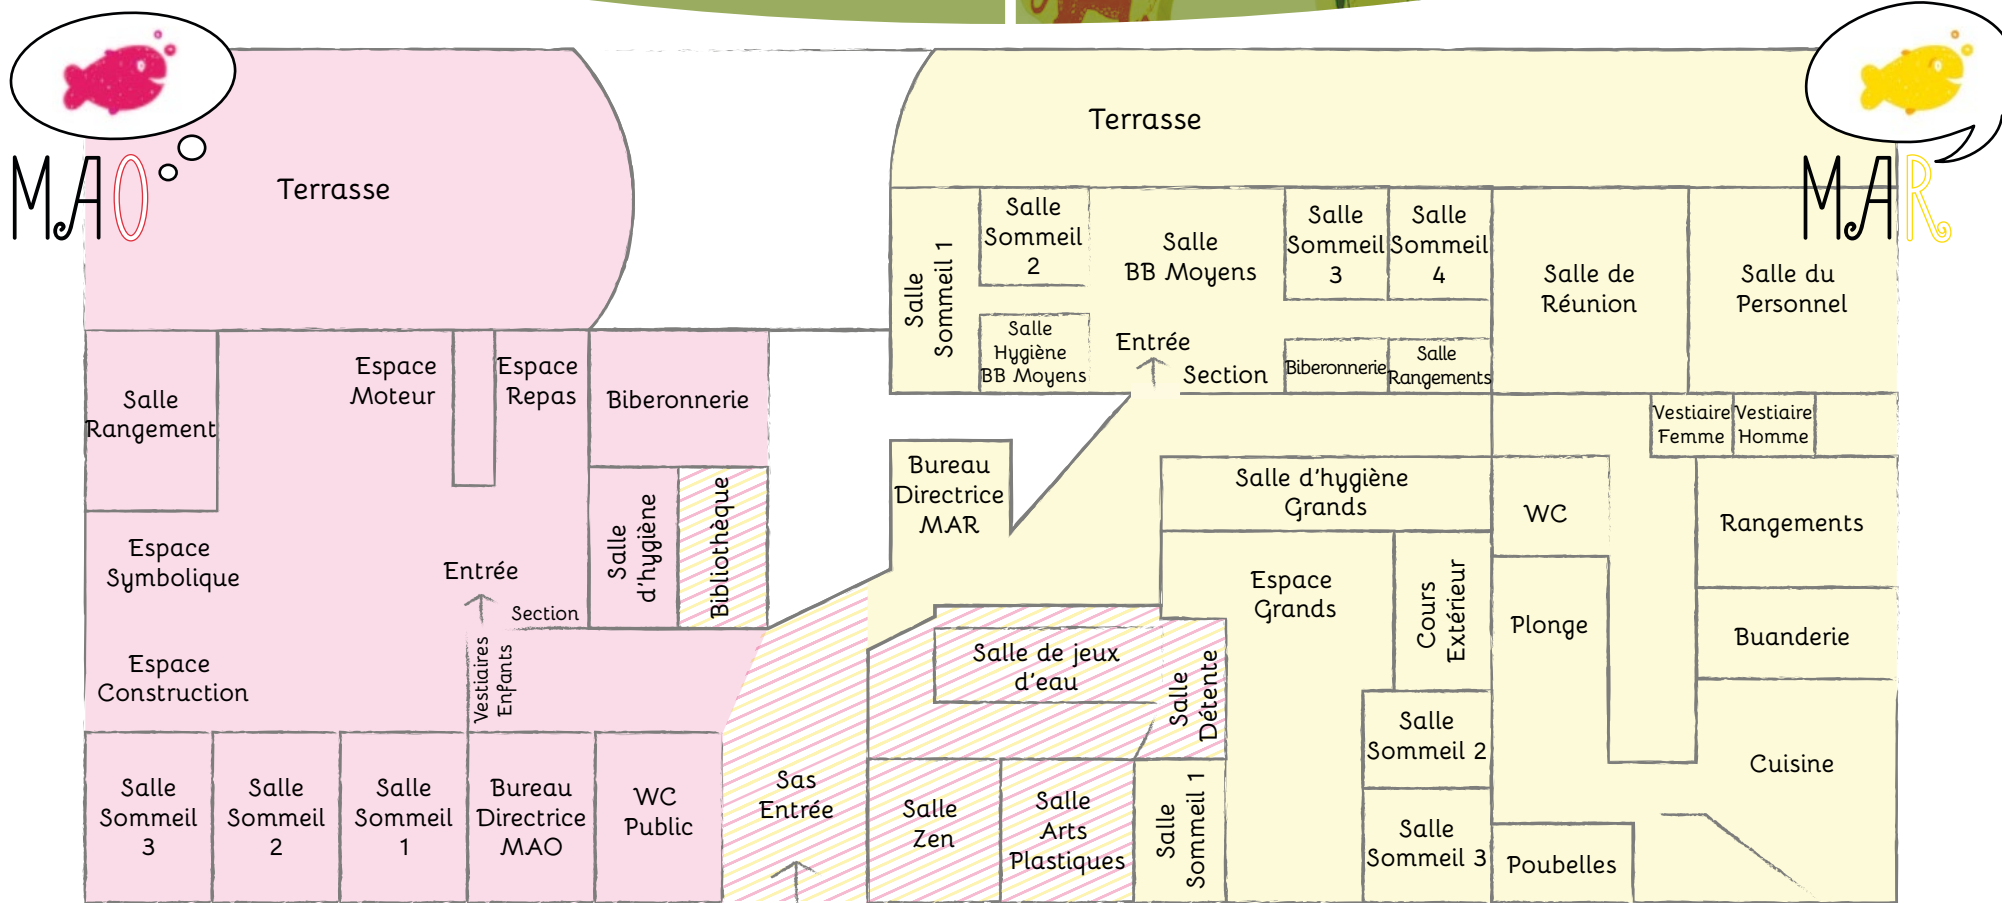 MAO
Terrasse
Salle
Rangement
Espace
Moteur
Espace
Repas
Biberonnerie
Salle
d'hygiène
Bibliothèque
Espace
Symbolique
Entrée
Section
Espace
Construction
Vestiaires
Enfants
Salle
Sommeil
3
Salle
Sommeil
2
Salle
Sommeil
1
Bureau
Directrice
MAO
WC
Public
Sas
Entrée
MAR
Terrasse
Salle
Sommeil 1
Salle
Sommeil
2
Salle
Hygiène
BB Moyens
Salle
BB Moyens
Entrée
Section
Salle
Sommeil
3
Salle
Sommeil
4
Biberonnerie
Salle
Rangements
Salle de
Réunion
Salle du
Personnel
Vestiaire
Femme
Vestiaire
Homme
Bureau
Directrice
MAR
Salle d'hygiène
Grands
WC
Rangements
Espace
Grands
Cours
Extérieur
Plonge
Buanderie
Salle de jeux
d'eau
Salle
Détente
Salle
Sommeil 2
Cuisine
Salle
Zen
Salle
Arts
Plastiques
Salle
Sommeil 1
Salle
Sommeil 3
Poubelles